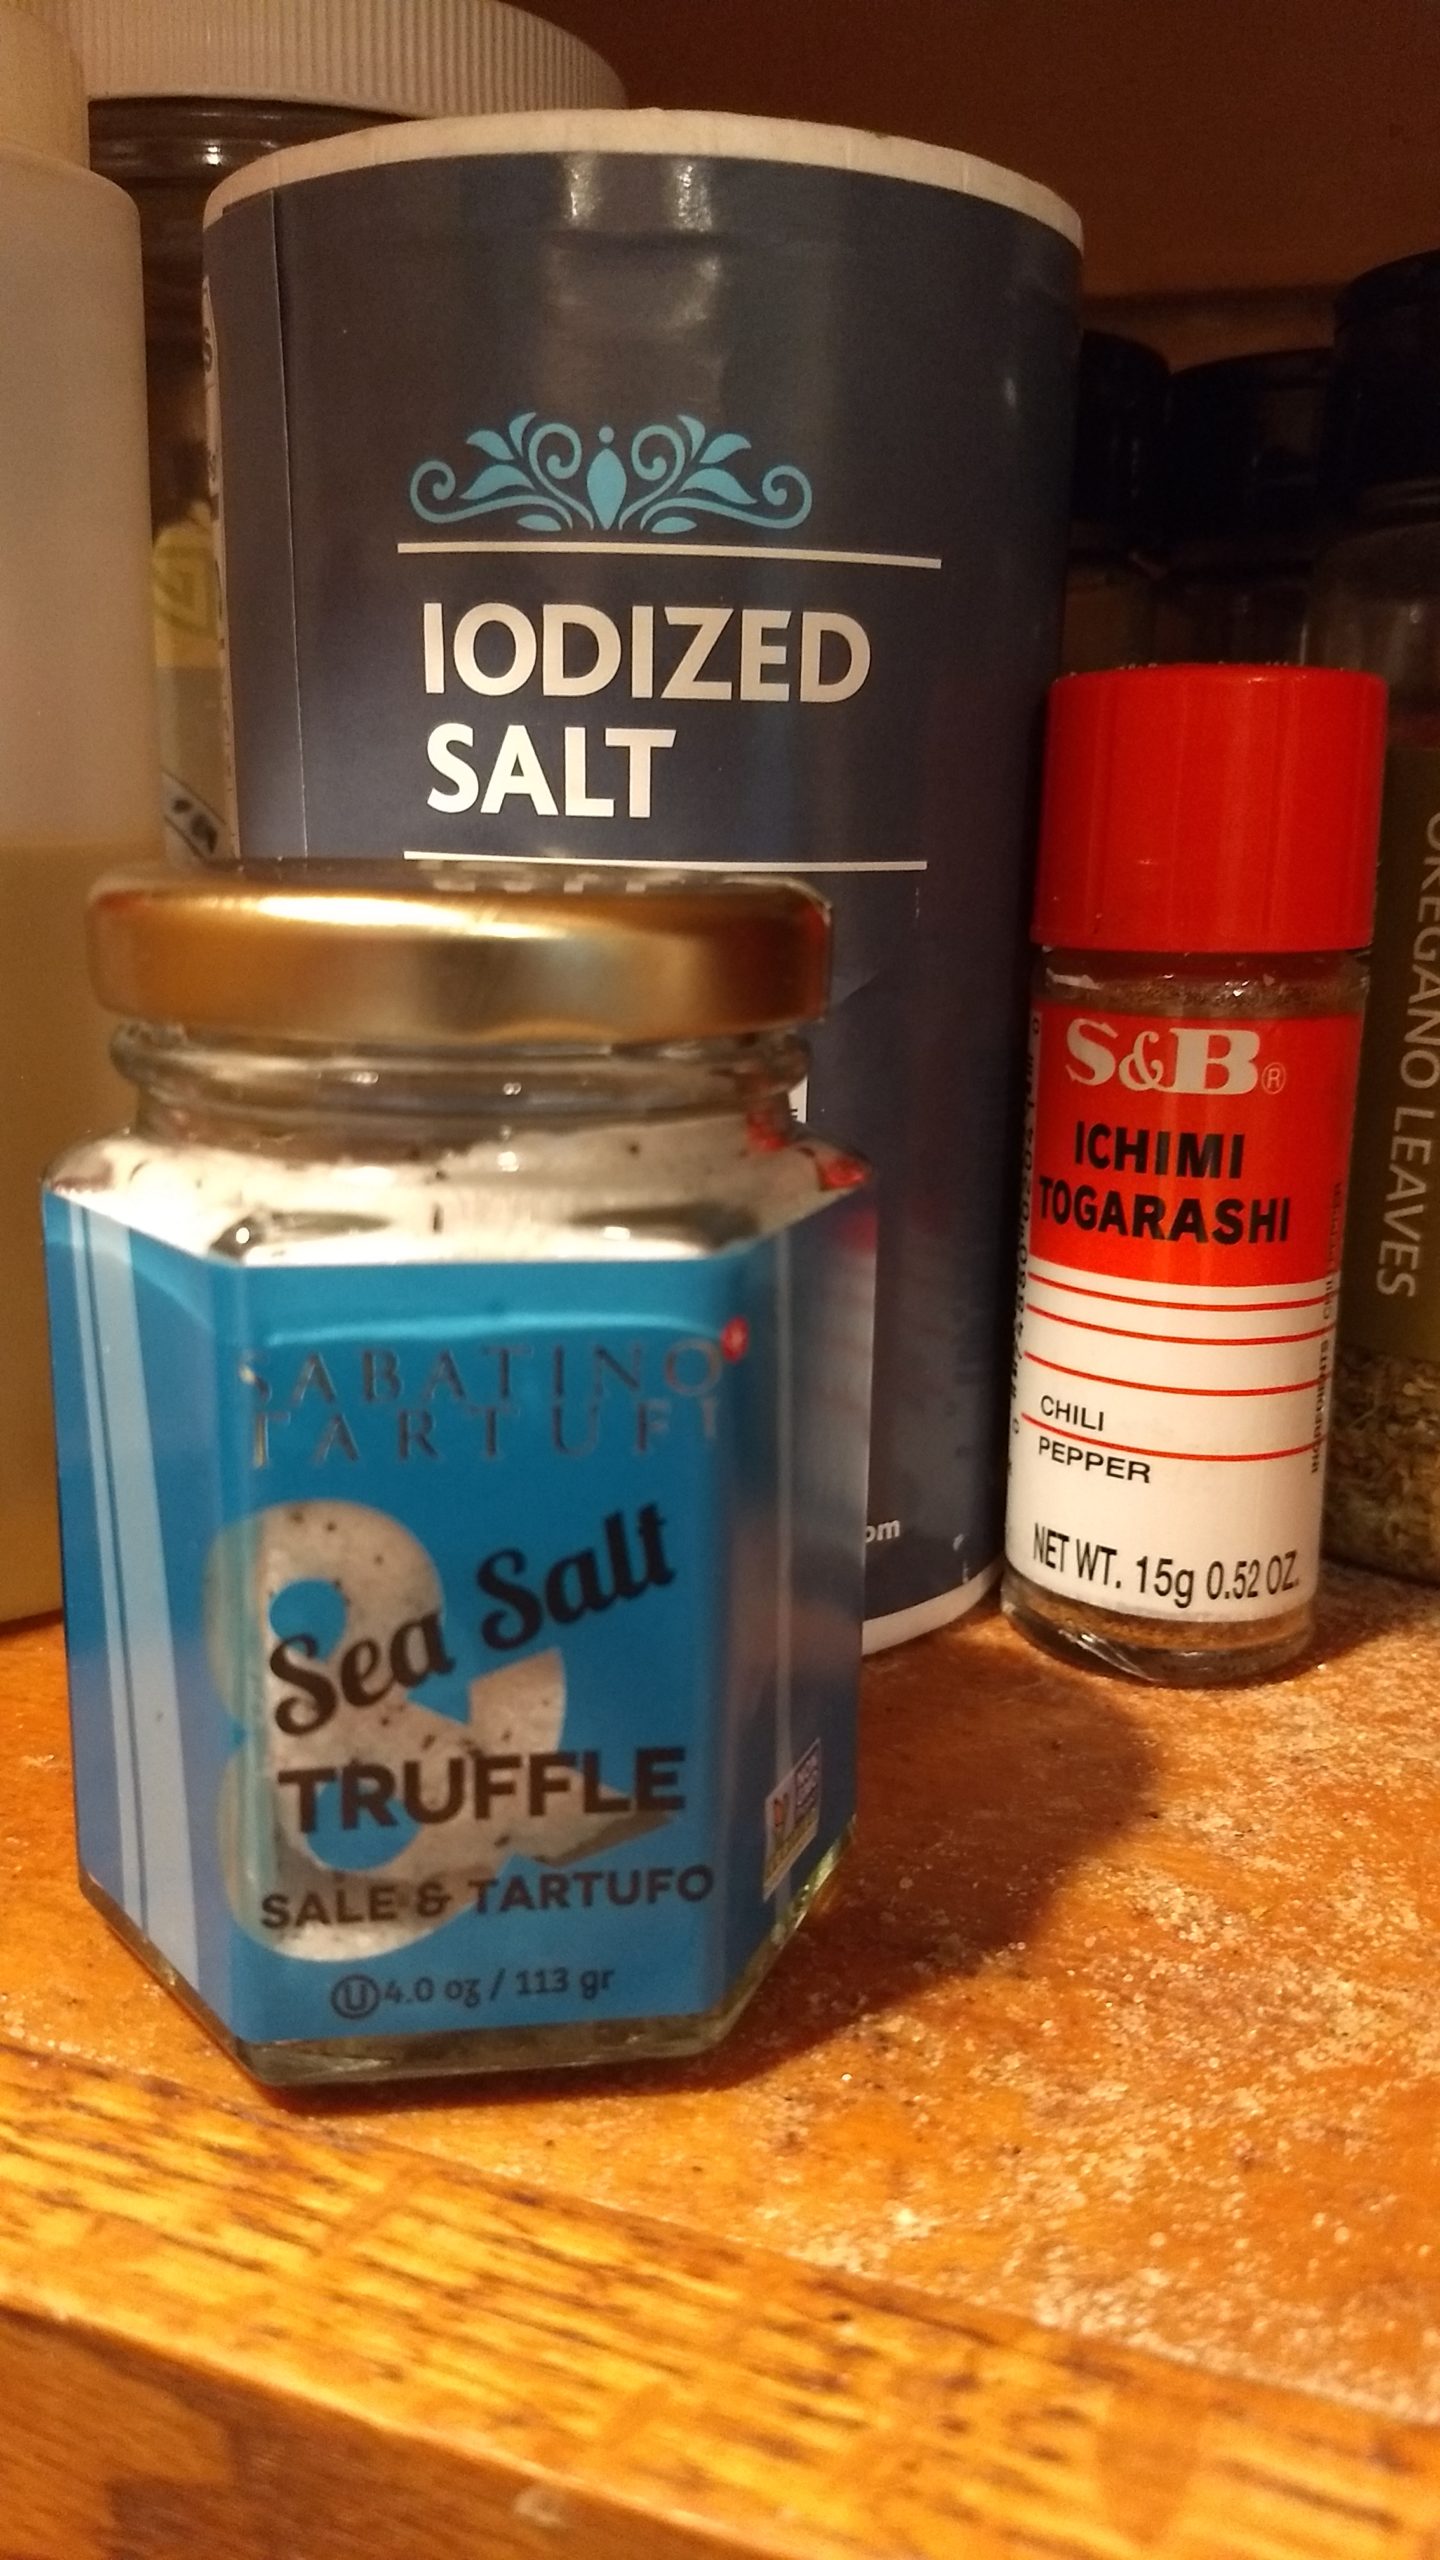 IODIZED
SALT
SABATINO
TARTUFI
Sea Salt
&
TRUFFLE
SALE & TARTUFO
U 4.0 oz / 113 gr
om
S&B®
ICHIMI
TOGARASHI
CHILI
PEPPER
NET WT. 15g 0.52 OZ.
OREGANO LEAVES